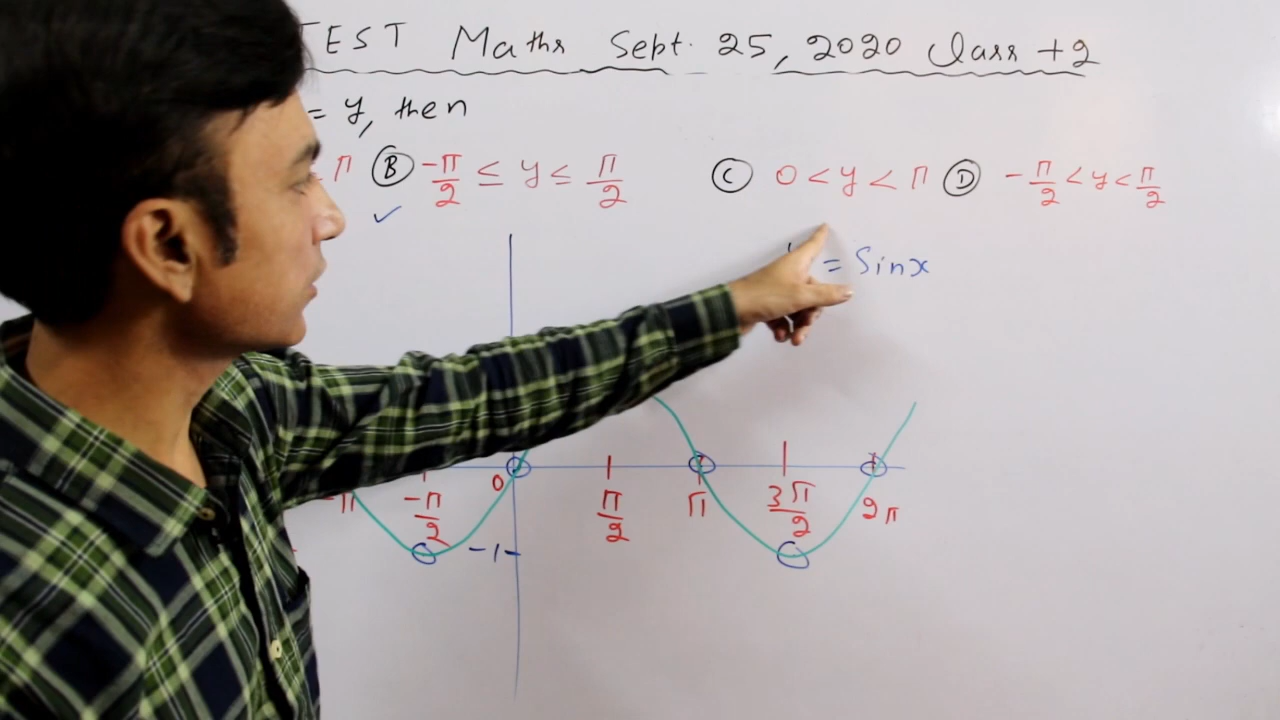 TEST Maths Sept. 25, 2020 Class +2
= y, then
π (B) -π/2 ≤ y ≤ π/2 (C) 0 < y < π (D) -π/2 < y < π/2
✓
= Sinx
-π -π/2 0 π/2 π 3π/2 2π
-1